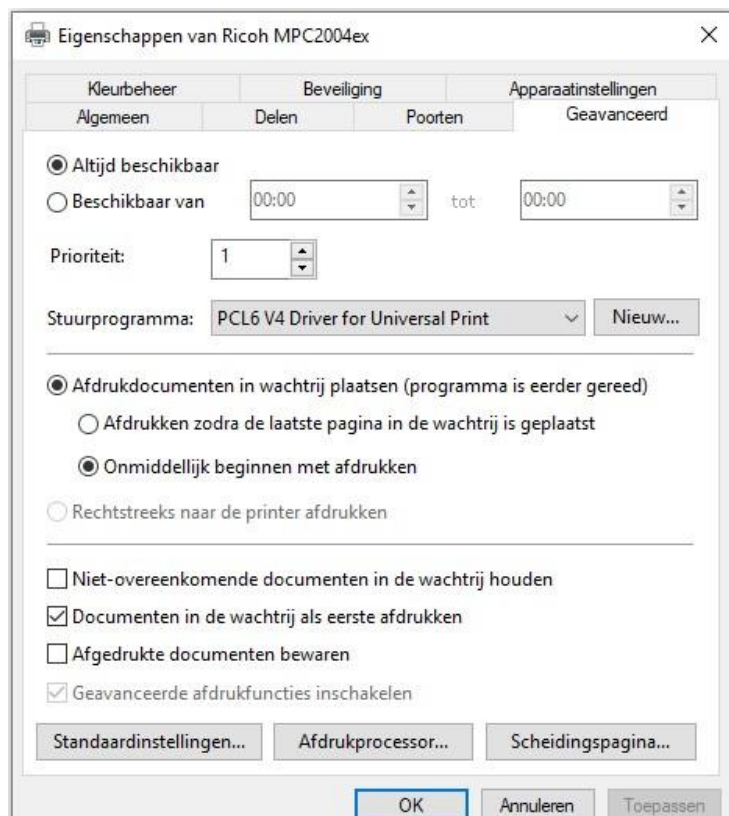 Eigenschappen van Ricoh MPC2004ex
Kleurbeheer Beveiliging Apparaatinstellingen
Algemeen Delen Poorten Geavanceerd
Altijd beschikbaar
Beschikbaar van 00:00 tot 00:00
Prioriteit: 1
Stuurprogramma: PCL6 V4 Driver for Universal Print Nieuw...
Afdrukdocumenten in wachtrij plaatsen (programma is eerder gereed)
Afdrukken zodra de laatste pagina in de wachtrij is geplaatst
Onmiddellijk beginnen met afdrukken
Rechtstreeks naar de printer afdrukken
Niet-overeenkomende documenten in de wachtrij houden
Documenten in de wachtrij als eerste afdrukken
Afgedrukte documenten bewaren
Geavanceerde afdrukfuncties inschakelen
Standaardinstellingen... Afdrukprocessor... Scheidingspagina...
OK Annuleren Toepassen